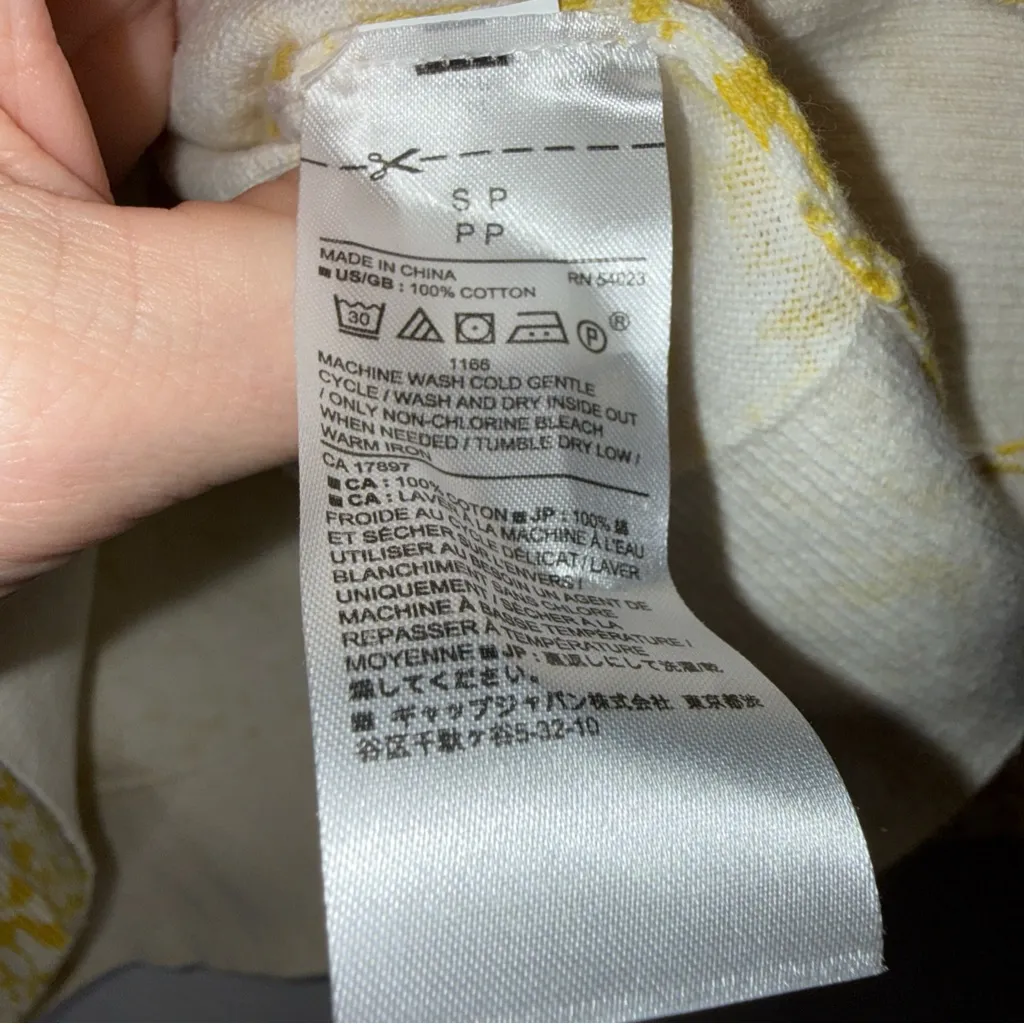 S P
P P
MADE IN CHINA RN 54023
US/GB : 100% COTTON
30 P ®
1166
MACHINE WASH COLD GENTLE
CYCLE / WASH AND DRY INSIDE OUT
/ ONLY NON-CHLORINE BLEACH
WHEN NEEDED / TUMBLE DRY LOW /
WARM IRON
CA 17897
CA : 100% COTON JP : 100% 綿
CA : LAVER À LA MACHINE À L'EAU
FROIDE AU CYCLE DÉLICAT / LAVER
ET SÉCHER SUR L'ENVERS /
UTILISER AU BESOIN UN AGENT DE
BLANCHIMENT SANS CHLORE
UNIQUEMENT / SÉCHER À LA
MACHINE À BASSE TEMPÉRATURE /
REPASSER À TEMPÉRATURE
MOYENNE JP : 裏返しにして洗濯/乾
燥してください。
ギャップジャパン株式会社 東京都渋
谷区千駄ヶ谷5-32-10